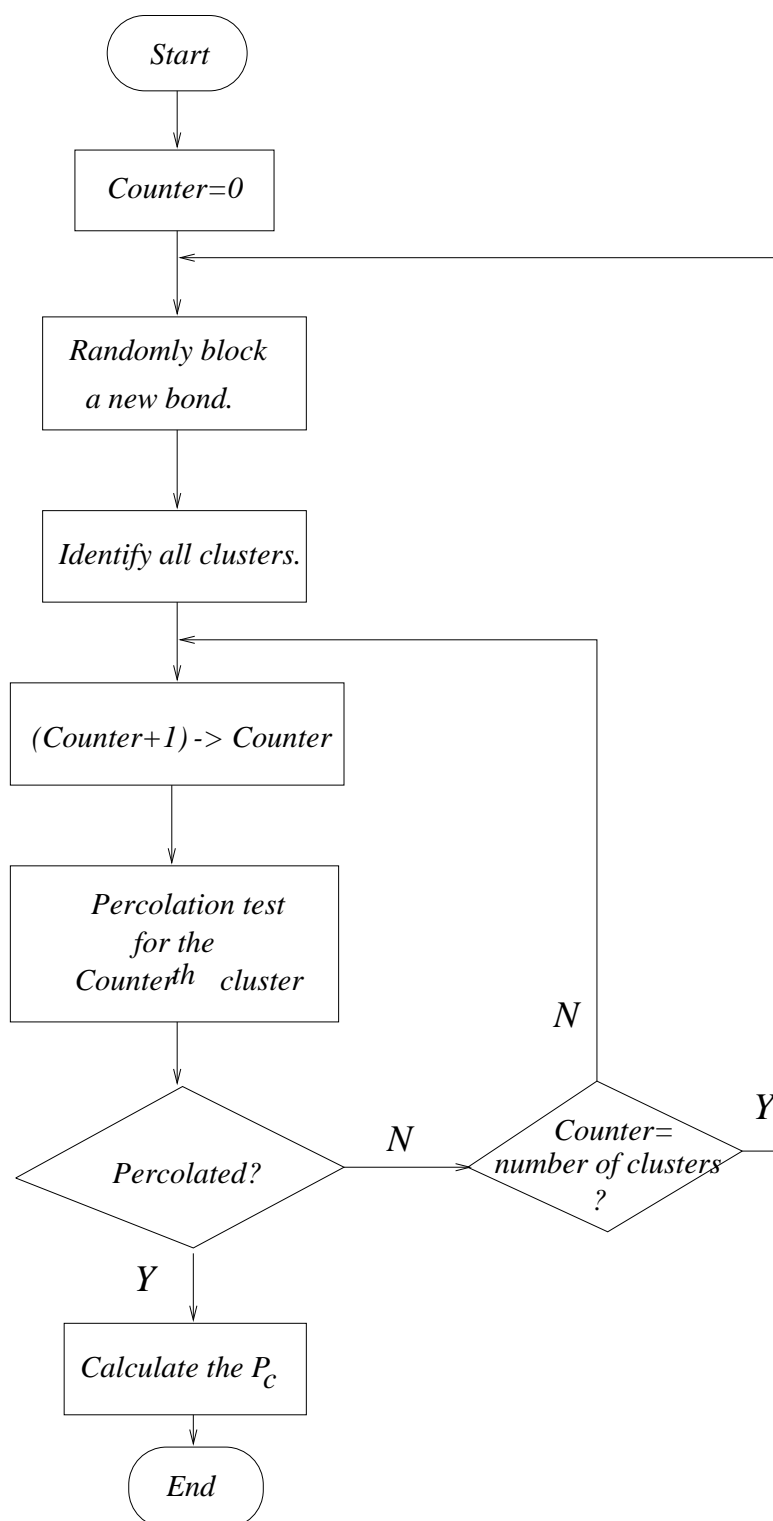 Start
Counter=0
Randomly block
a new bond.
Identify all clusters.
(Counter+1) -> Counter
Percolation test
for the
Counterth cluster
Percolated?
N
Counter=
number of clusters
?
N
Y
Y
Calculate the Pc
End